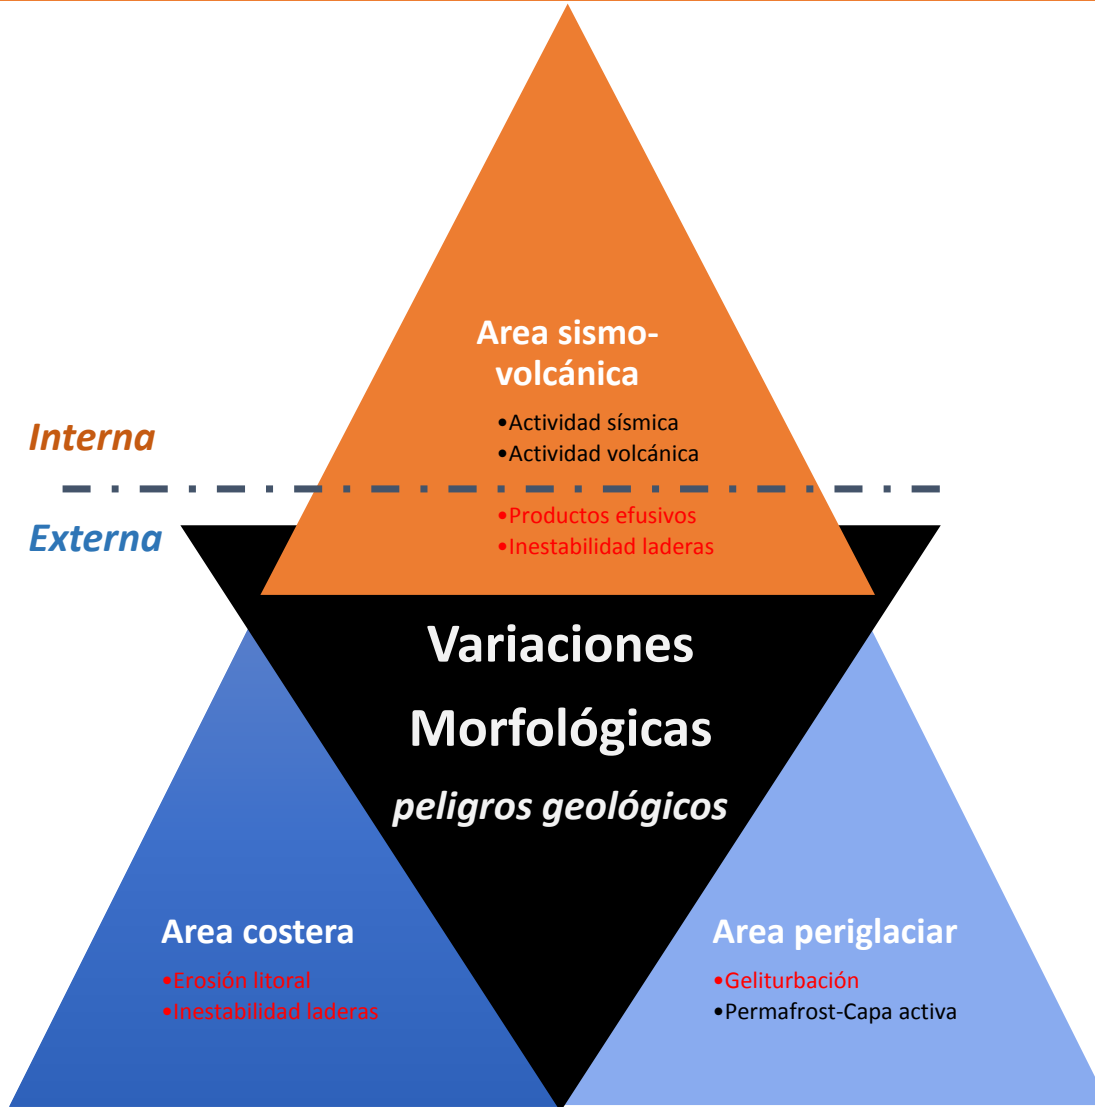 Area sismo-
volcánica
•Actividad sísmica
•Actividad volcánica
Interna
Externa
•Productos efusivos
•Inestabilidad laderas
Variaciones
Morfológicas
peligros geológicos
Area costera
•Erosión litoral
•Inestabilidad laderas
Area periglaciar
•Geliturbación
•Permafrost-Capa activa